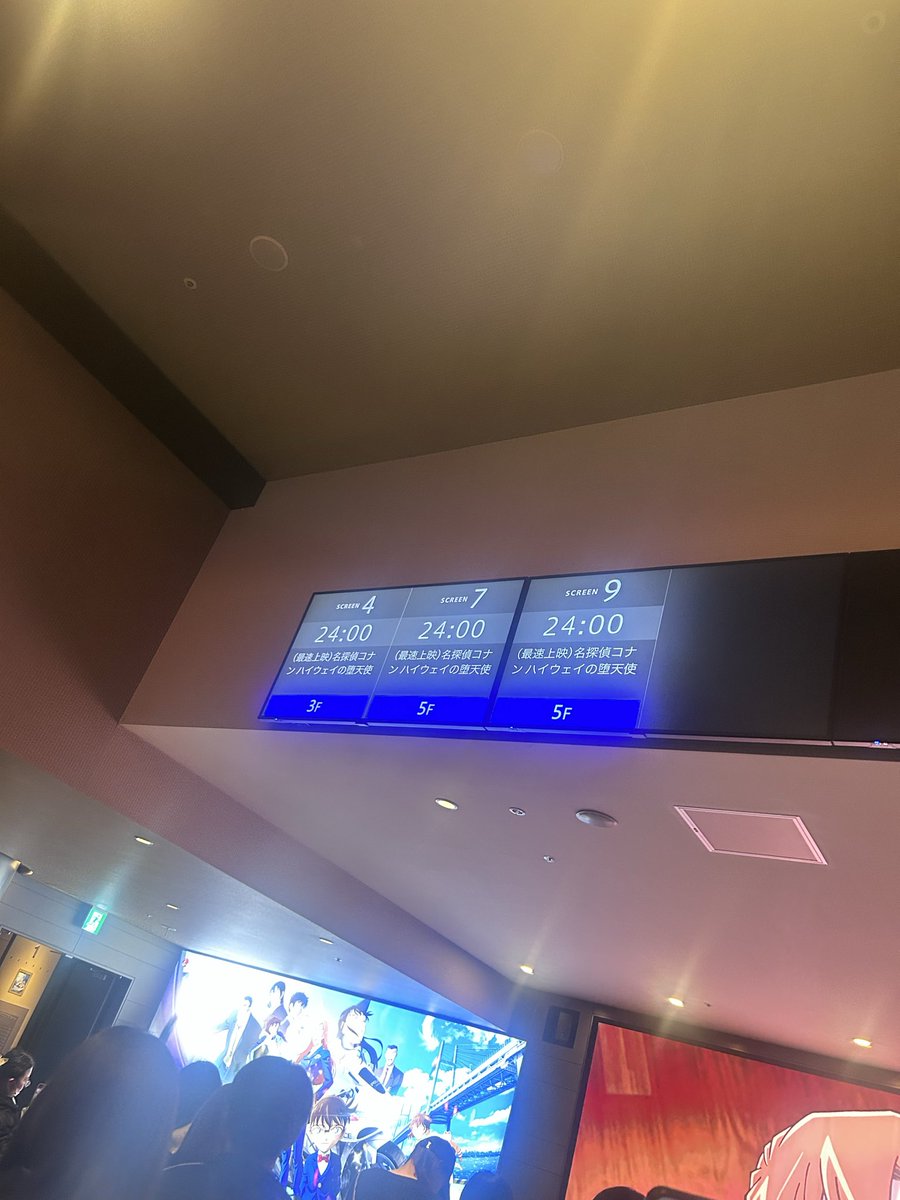 SCREEN 4
24:00
(最速上映)名探偵コナ
ン ハイウェイの堕天使
3F
SCREEN 7
24:00
(最速上映)名探偵コナ
ン ハイウェイの堕天使
5F
SCREEN 9
24:00
(最速上映)名探偵コナ
ン ハイウェイの堕天使
5F
1